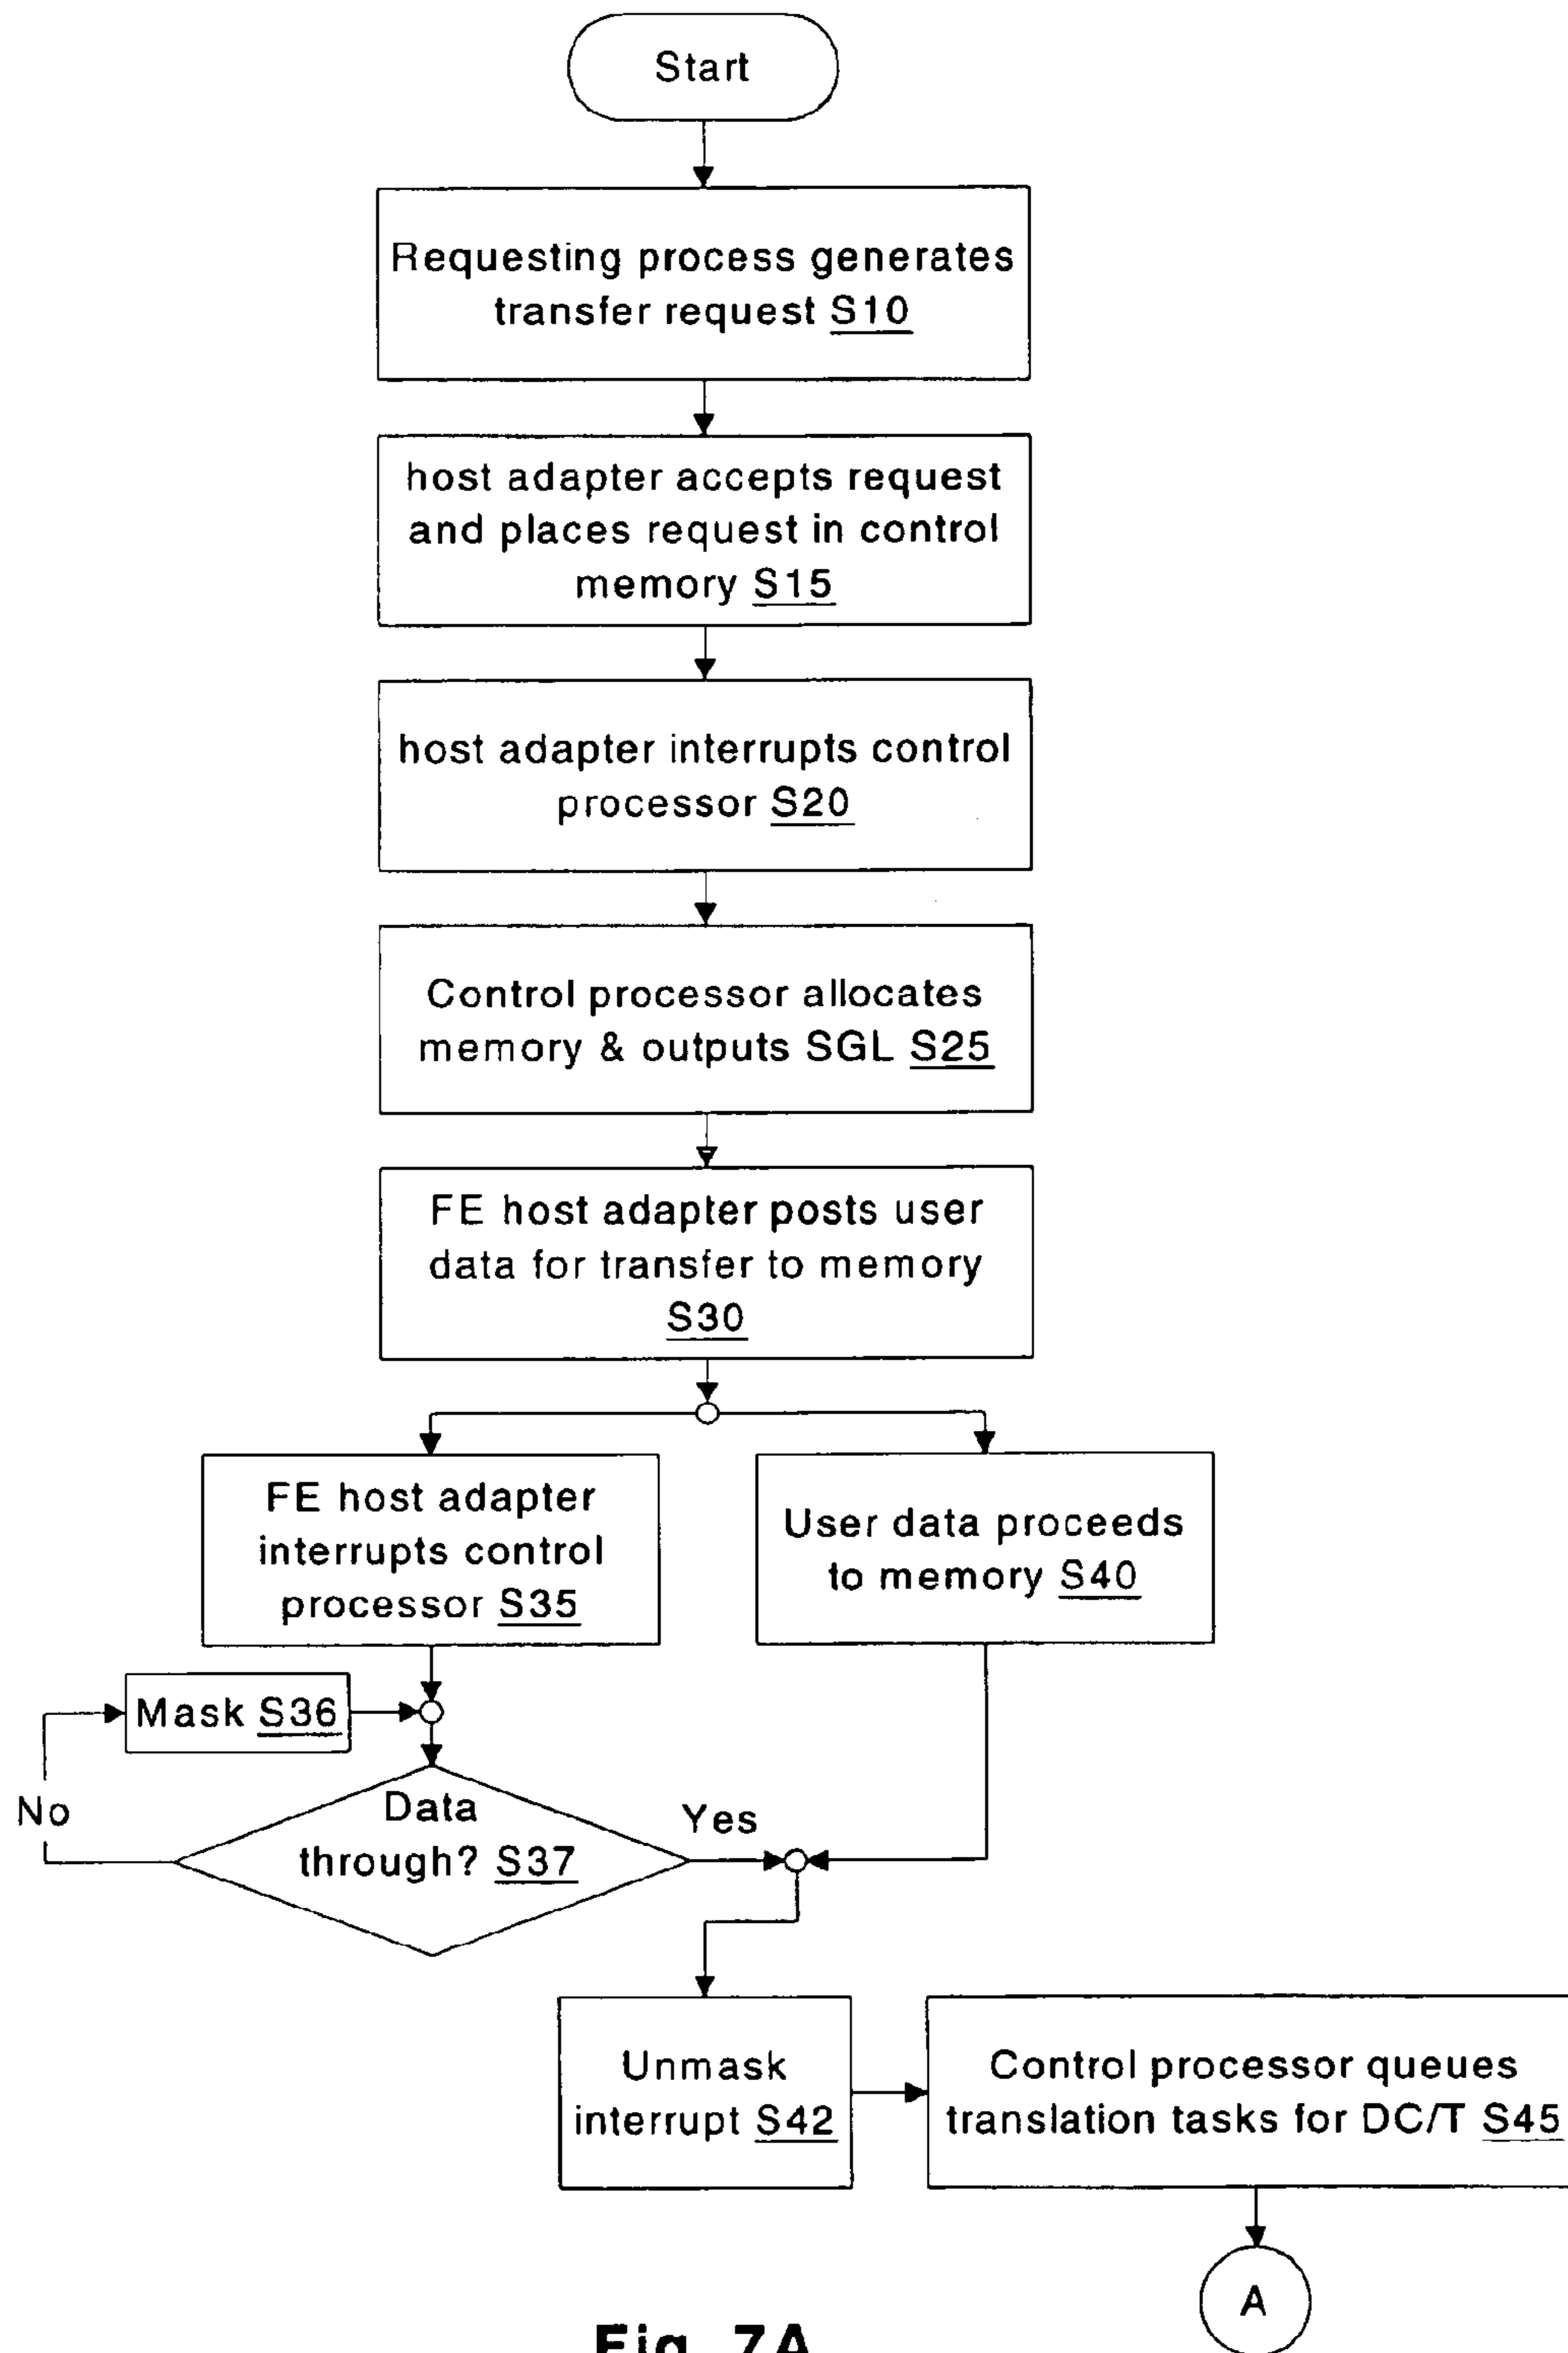 Start
Requesting process generates
transfer request S10
host adapter accepts request
and places request in control
memory S15
host adapter interrupts control
processor S20
Control processor allocates
memory & outputs SGL S25
FE host adapter posts user
data for transfer to memory
S30
FE host adapter
interrupts control
processor S35
User data proceeds
to memory S40
Mask S36
No
Data
through? S37
Yes
Unmask
interrupt S42
Control processor queues
translation tasks for DC/T S45
A
Fig. 7A